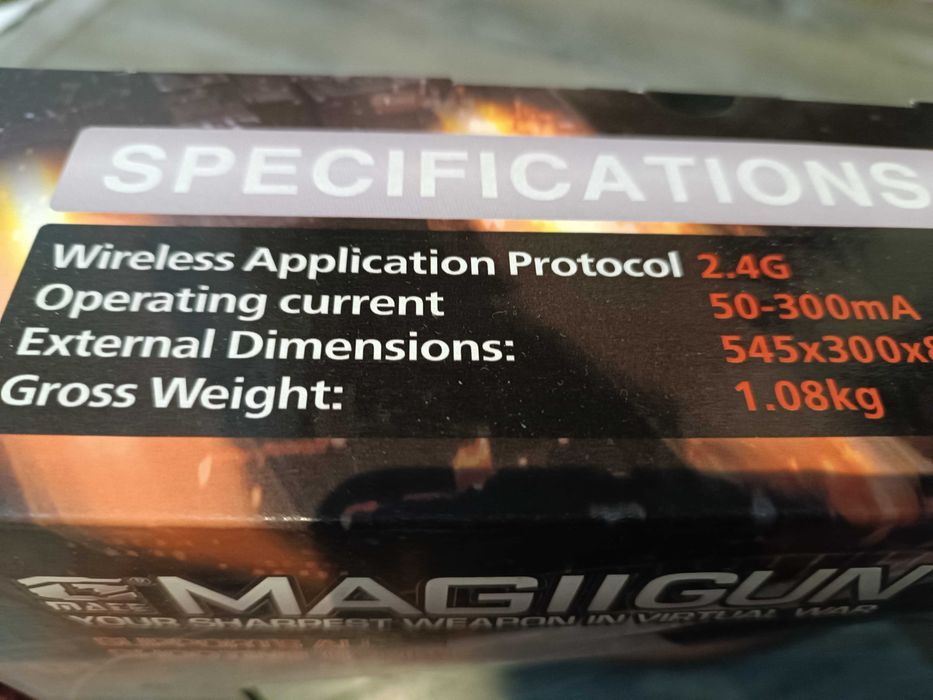 SPECIFICATIONS
Wireless Application Protocol 2.4G
Operating current 50-300mA
External Dimensions: 545x300x8
Gross Weight: 1.08kg
MAGIIGUN
YOUR SHARPEST WEAPON IN VIRTUAL WAR